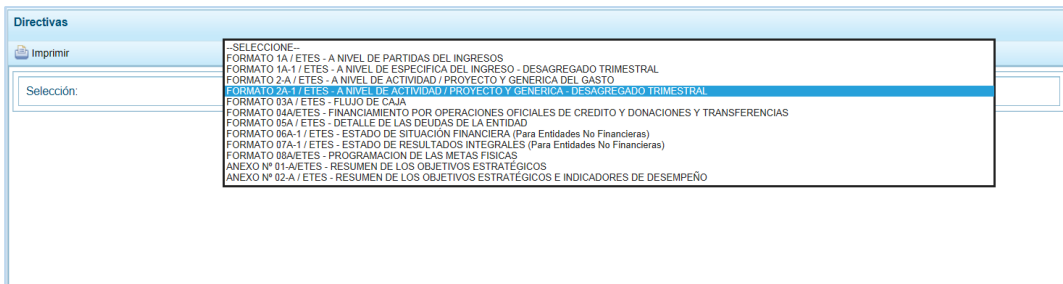 Directivas
Imprimir
Selección:
--SELECCIONE--
FORMATO 1A / ETES - A NIVEL DE PARTIDAS DEL INGRESOS
FORMATO 1A-1 / ETES - A NIVEL DE ESPECIFICA DEL INGRESO - DESAGREGADO TRIMESTRAL
FORMATO 2-A / ETES - A NIVEL DE ACTIVIDAD / PROYECTO Y GENERICA DEL GASTO
FORMATO 2A-1 / ETES - A NIVEL DE ACTIVIDAD / PROYECTO Y GENERICA - DESAGREGADO TRIMESTRAL
FORMATO 03A / ETES - FLUJO DE CAJA
FORMATO 04A/ETES - FINANCIAMIENTO POR OPERACIONES OFICIALES DE CREDITO Y DONACIONES Y TRANSFERENCIAS
FORMATO 05A / ETES - DETALLE DE LAS DEUDAS DE LA ENTIDAD
FORMATO 06A-1 / ETES - ESTADO DE SITUACIÓN FINANCIERA (Para Entidades No Financieras)
FORMATO 07A-1 / ETES - ESTADO DE RESULTADOS INTEGRALES (Para Entidades No Financieras)
FORMATO 08A/ETES - PROGRAMACION DE LAS METAS FISICAS
ANEXO Nº 01-A/ETES - RESUMEN DE LOS OBJETIVOS ESTRATÉGICOS
ANEXO Nº 02-A / ETES - RESUMEN DE LOS OBJETIVOS ESTRATÉGICOS E INDICADORES DE DESEMPEÑO